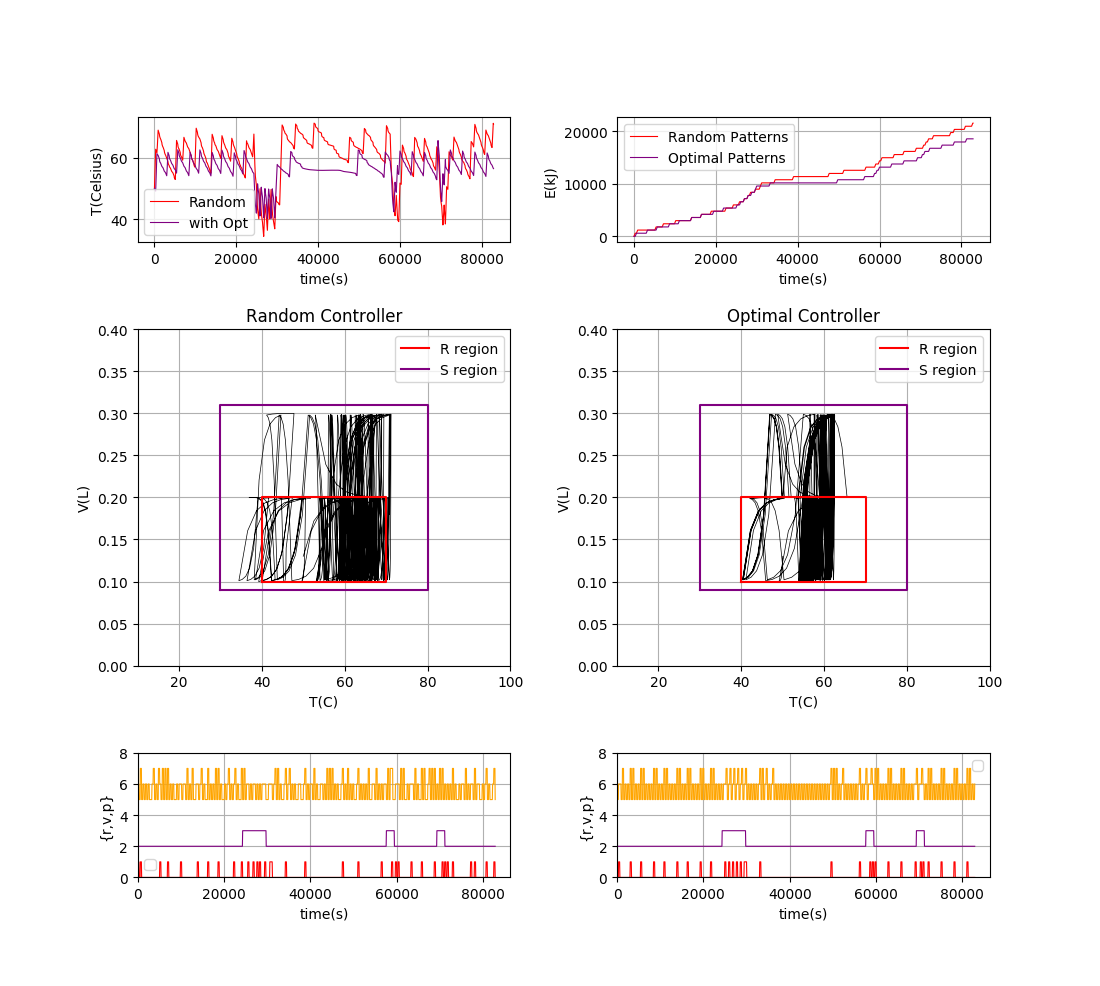 T(Celsius)
60
40
Random
with Opt
0 20000 40000 60000 80000
time(s)
E(kJ)
20000
10000
0
Random Patterns
Optimal Patterns
0 20000 40000 60000 80000
time(s)
Random Controller
V(L)
0.40
0.35
0.30
0.25
0.20
0.15
0.10
0.05
0.00
R region
S region
20 40 60 80 100
T(C)
Optimal Controller
V(L)
0.40
0.35
0.30
0.25
0.20
0.15
0.10
0.05
0.00
R region
S region
20 40 60 80 100
T(C)
{r,v,p}
8
6
4
2
0
0 20000 40000 60000 80000
time(s)
{r,v,p}
8
6
4
2
0
0 20000 40000 60000 80000
time(s)